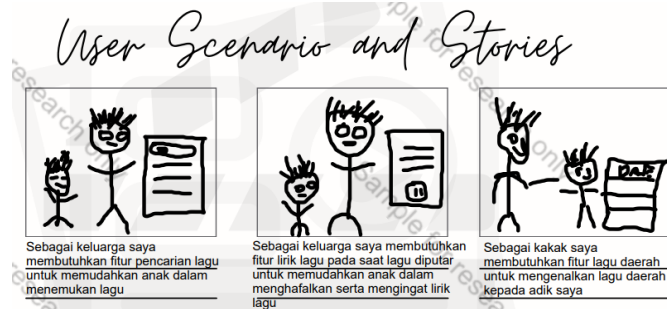 User Scenario and Stories
Sebagai keluarga saya
membutuhkan fitur pencarian lagu
untuk memudahkan anak dalam
menemukan lagu
Sebagai keluarga saya membutuhkan
fitur lirik lagu pada saat lagu diputar
untuk memudahkan anak dalam
menghafalkan serta mengingat lirik
lagu
Sebagai kakak saya
membutuhkan fitur lagu daerah
untuk mengenalkan lagu daerah
kepada adik saya